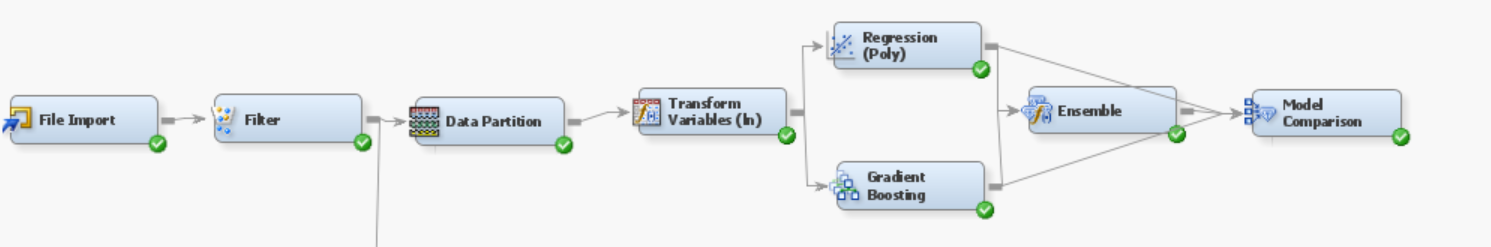 File Import
Filter
Data Partition
Transform
Variables (ln)
Regression
(Poly)
Gradient
Boosting
Ensemble
Model
Comparison